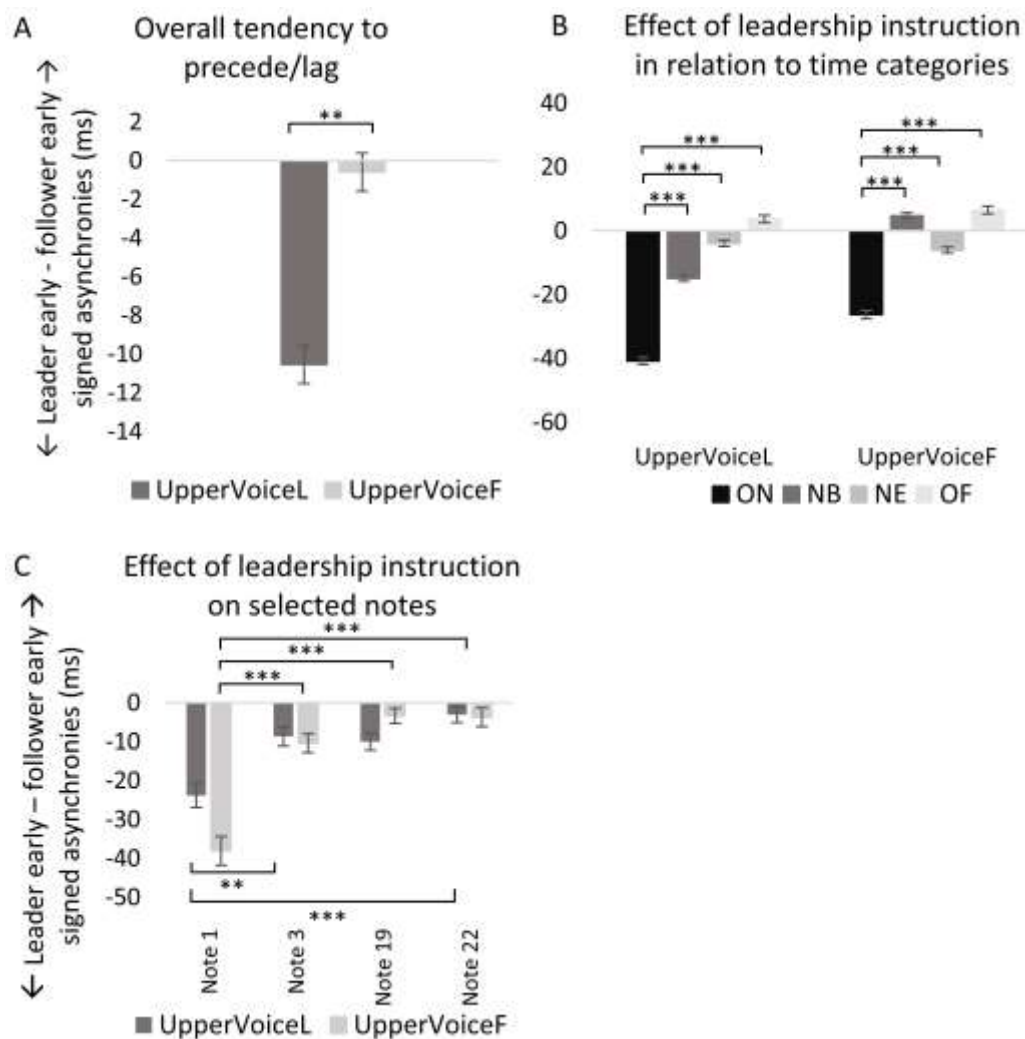 A
Overall tendency to
precede/lag
← Leader early - follower early →
signed asynchronies (ms)
**
2
0
-2
-4
-6
-8
-10
-12
-14
UpperVoiceL UpperVoiceF
B
Effect of leadership instruction
in relation to time categories
40
20
0
-20
-40
-60
***
***
***
***
***
***
UpperVoiceL UpperVoiceF
ON NB NE OF
C
Effect of leadership instruction
on selected notes
← Leader early – follower early →
signed asynchronies (ms)
***
***
***
0
-10
-20
-30
-40
-50
**
***
Note 1
Note 3
Note 19
Note 22
UpperVoiceL UpperVoiceF